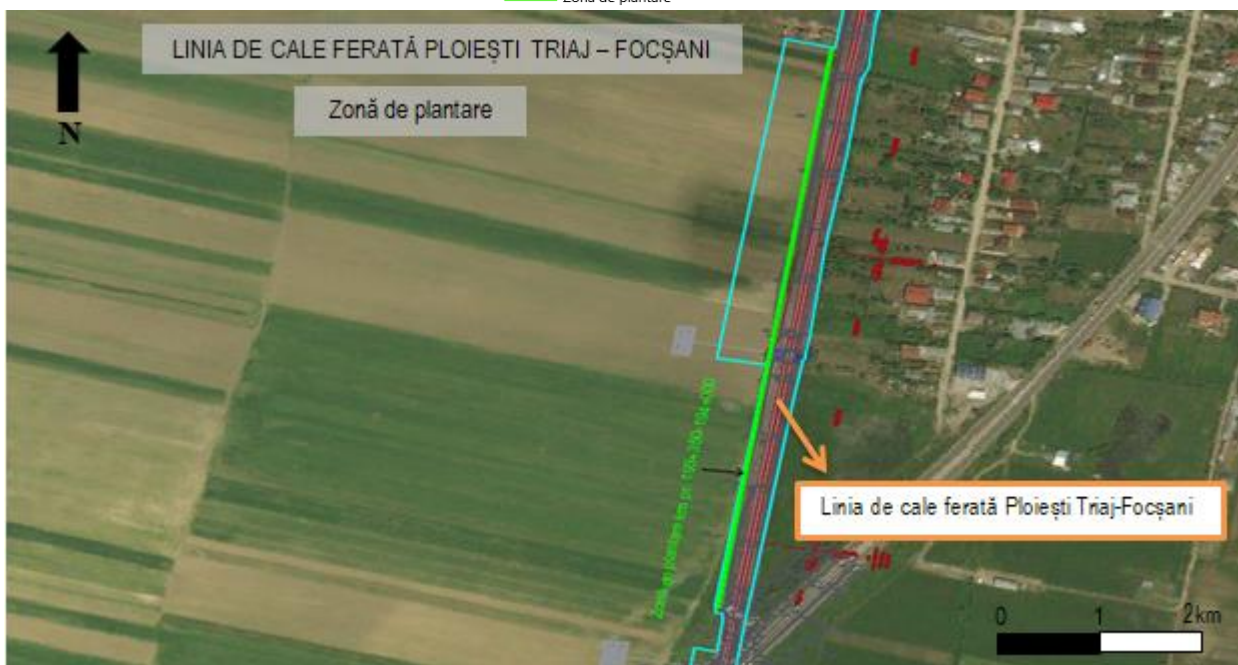 Zonă de plantare
LINIA DE CALE FERATĂ PLOIEȘTI TRIAJ – FOCȘANI
Zonă de plantare
N
Linia de cale ferată Ploiești Triaj-Focșani
0 1 2km